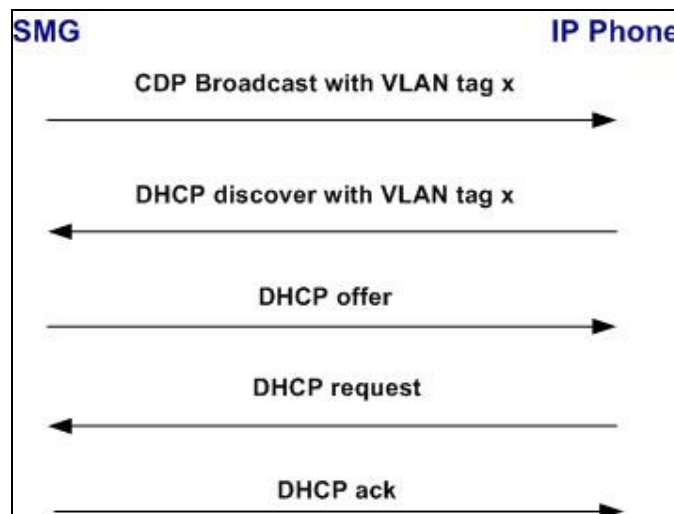 SMG IP Phone
CDP Broadcast with VLAN tag x
DHCP discover with VLAN tag x
DHCP offer
DHCP request
DHCP ack